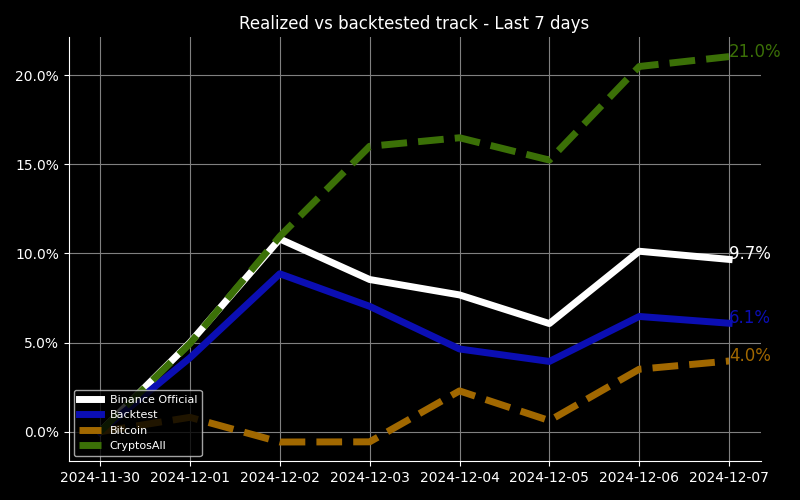 Realized vs backtested track - Last 7 days
20.0%
15.0%
10.0%
5.0%
0.0%
21.0%
9.7%
6.1%
4.0%
Binance Official
Backtest
Bitcoin
CryptosAll
2024-11-30 2024-12-01 2024-12-02 2024-12-03 2024-12-04 2024-12-05 2024-12-06 2024-12-07